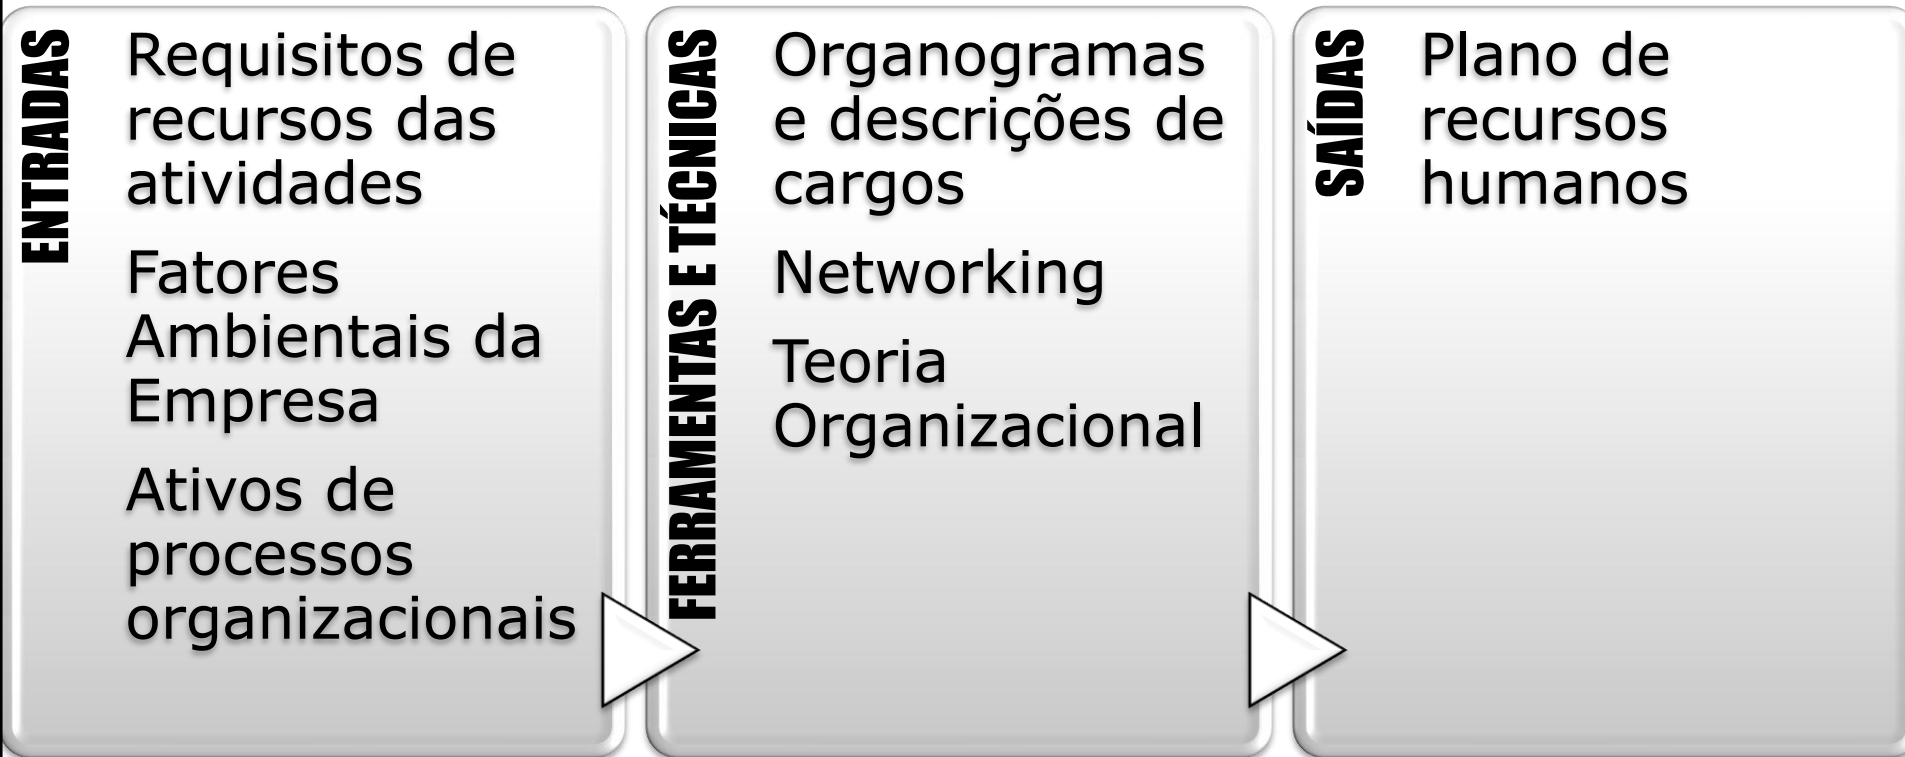 ENTRADAS
Requisitos de
recursos das
atividades
Fatores
Ambientais da
Empresa
Ativos de
processos
organizacionais
FERRAMENTAS E TÉCNICAS
Organogramas
e descrições de
cargos
Networking
Teoria
Organizacional
SAÍDAS
Plano de
recursos
humanos